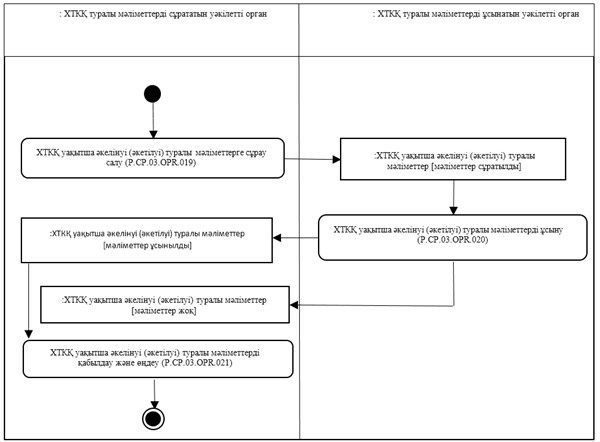 : ХТКҚ туралы мәліметтерді сұрататын уәкілетті орган
: ХТКҚ туралы мәліметтерді ұсынатын уәкілетті орган
ХТКҚ уақытша әкелінуі (әкетілуі) туралы мәліметтерге сұрау
салу (P.CP.03.OPR.019)
:ХТКҚ уақытша әкелінуі (әкетілуі) туралы
мәліметтер [мәліметтер сұратылды]
ХТКҚ уақытша әкелінуі (әкетілуі) туралы мәліметтерді ұсыну
(P.CP.03.OPR.020)
:ХТКҚ уақытша әкелінуі (әкетілуі) туралы мәліметтер
[мәліметтер ұсынылды]
:ХТКҚ уақытша әкелінуі (әкетілуі) туралы мәліметтер
[мәліметтер жоқ]
ХТКҚ уақытша әкелінуі (әкетілуі) туралы мәліметтерді
қабылдау және өңдеу (P.CP.03.OPR.021)